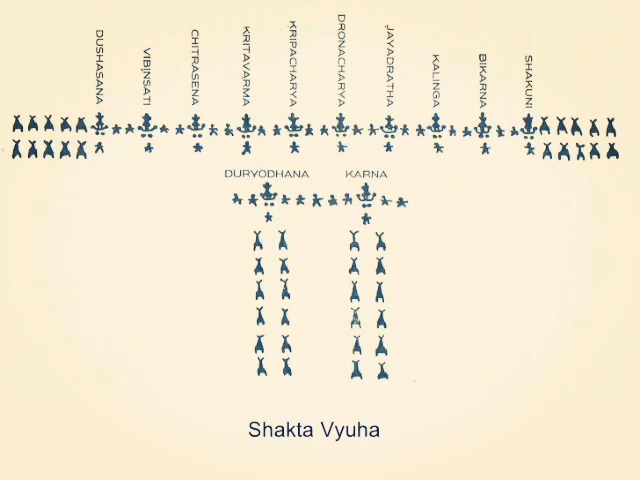 DUSHASANA
VIBINSATI
CHITRASENA
KRITAVARMA
KRIPACHARYA
DRONACHARYA
JAYADRATHA
KALINGA
BIKARNA
SHAKUNI
DURYODHANA KARNA
Shakta Vyuha